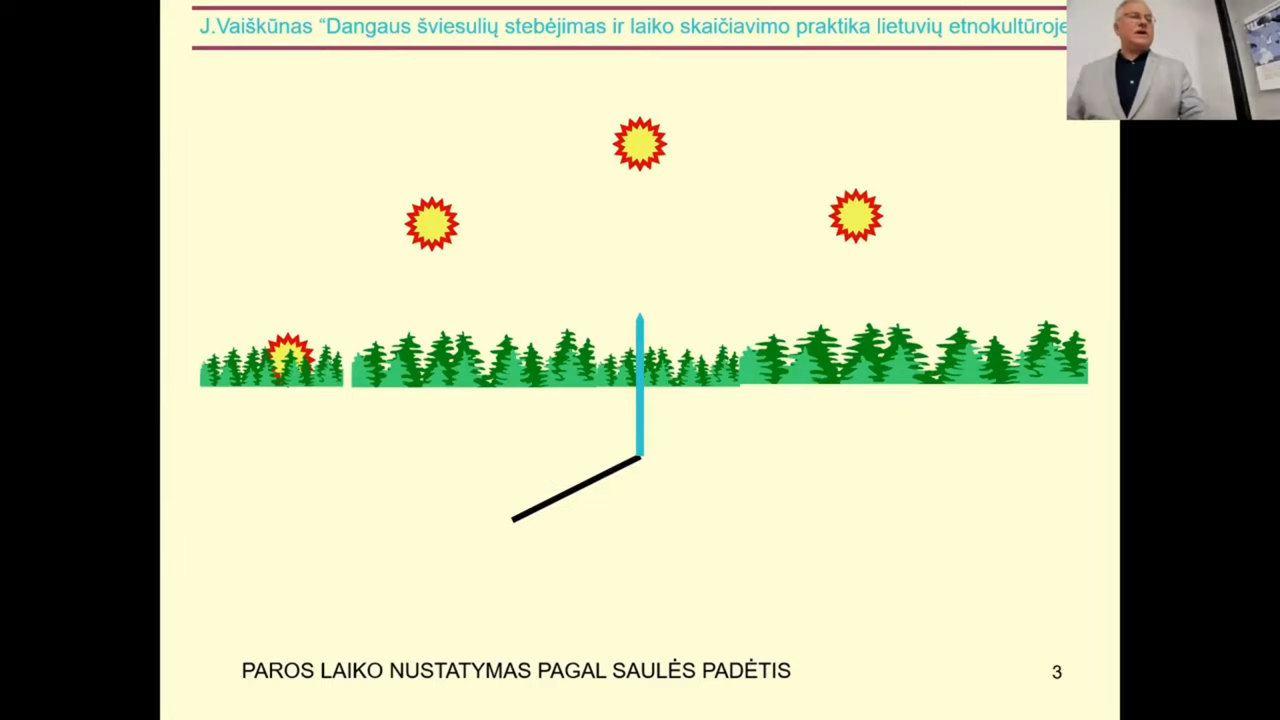 J.Vaiškūnas “Dangaus šviesulių stebėjimas ir laiko skaičiavimo praktika lietuvių etnokultūroje
PAROS LAIKO NUSTATYMAS PAGAL SAULĖS PADĖTIS
3